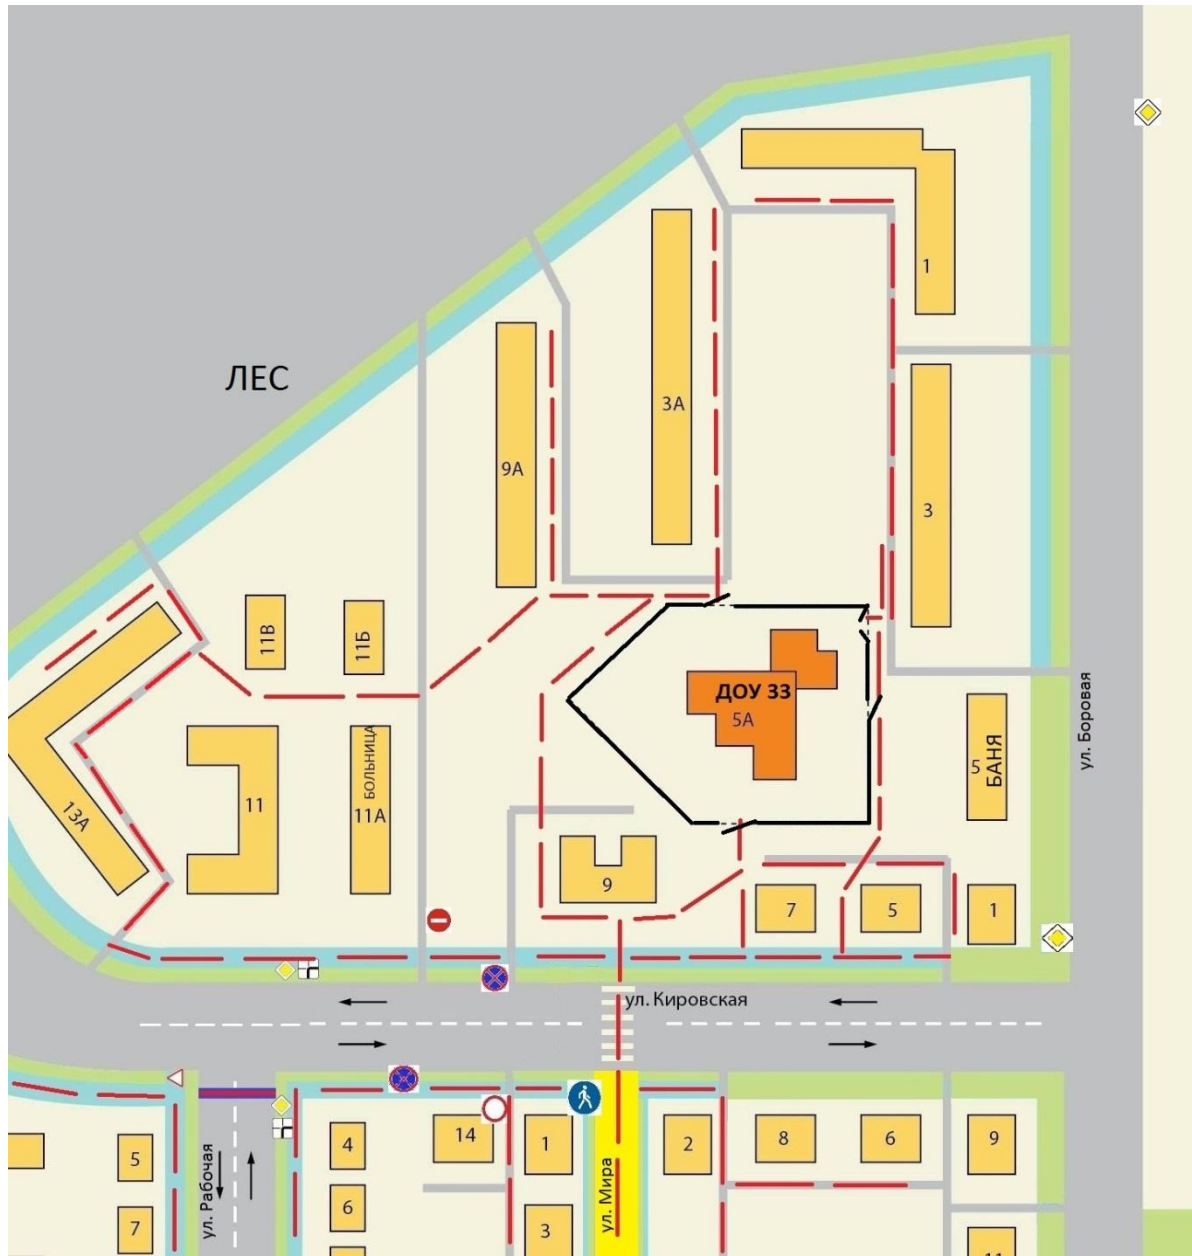 1
ЛЕС
3А
9А
3
11В
11Б
ДОУ 33
5А
ул. Боровая
БОЛЬНИЦА
5
БАНЯ
13А
11
11А
9
7
5
1
ул. Кировская
14
1
2
8
6
9
5
4
ул. Рабочая
ул. Мира
6
7
3
11